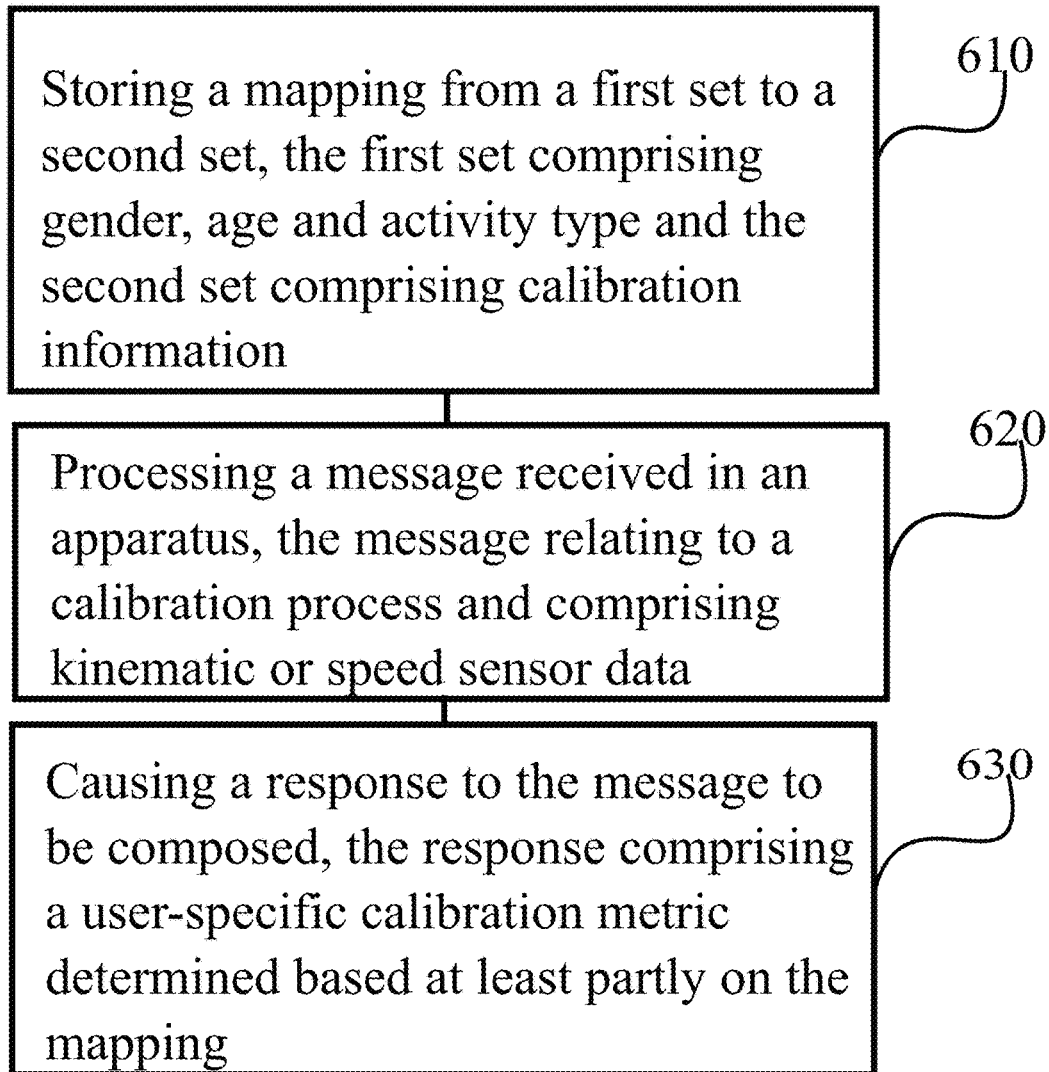 610
Storing a mapping from a first set to a
second set, the first set comprising
gender, age and activity type and the
second set comprising calibration
information
620
Processing a message received in an
apparatus, the message relating to a
calibration process and comprising
kinematic or speed sensor data
630
Causing a response to the message to
be composed, the response comprising
a user-specific calibration metric
determined based at least partly on the
mapping